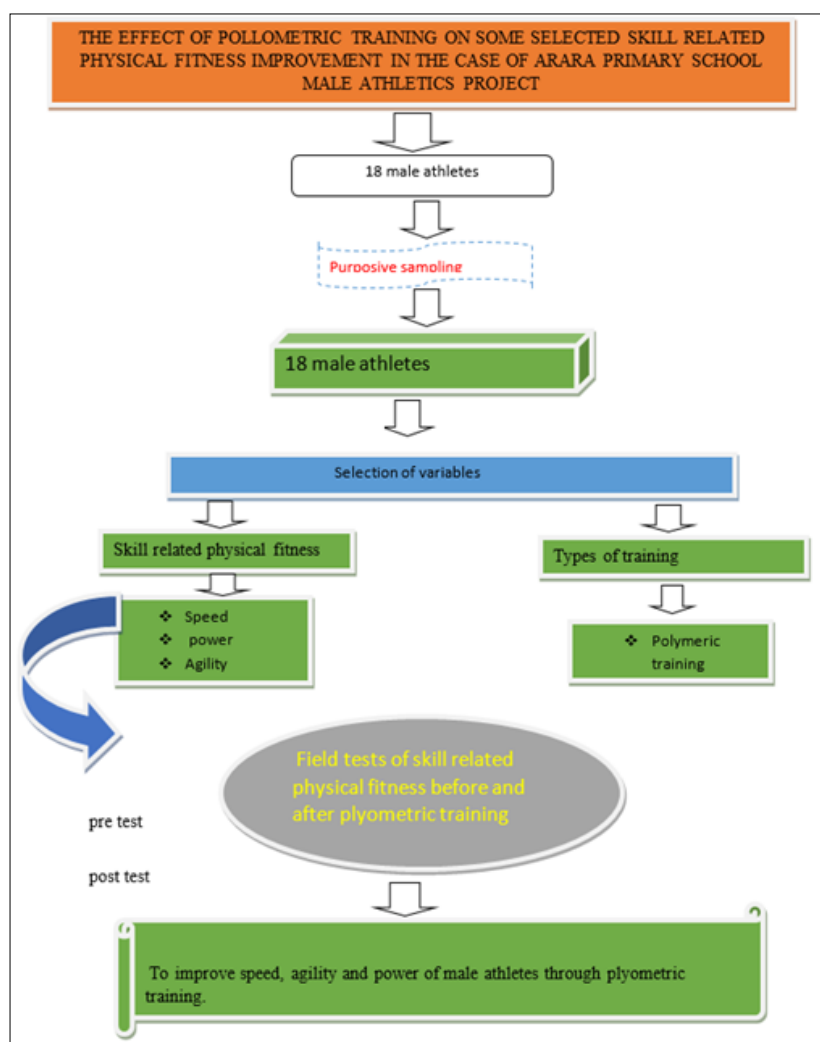 THE EFFECT OF POLLOMETRIC TRAINING ON SOME SELECTED SKILL RELATED
PHYSICAL FITNESS IMPROVEMENT IN THE CASE OF ARARA PRIMARY SCHOOL
MALE ATHLETICS PROJECT
18 male athletes
Purposive sampling
18 male athletes
Selection of variables
Skill related physical fitness
Types of training
❖ Speed
❖ power
❖ Agility
❖ Polymeric
training
Field tests of skill related
physical fitness before and
after plyometric training
pre test
post test
To improve speed, agility and power of male athletes through plyometric
training.